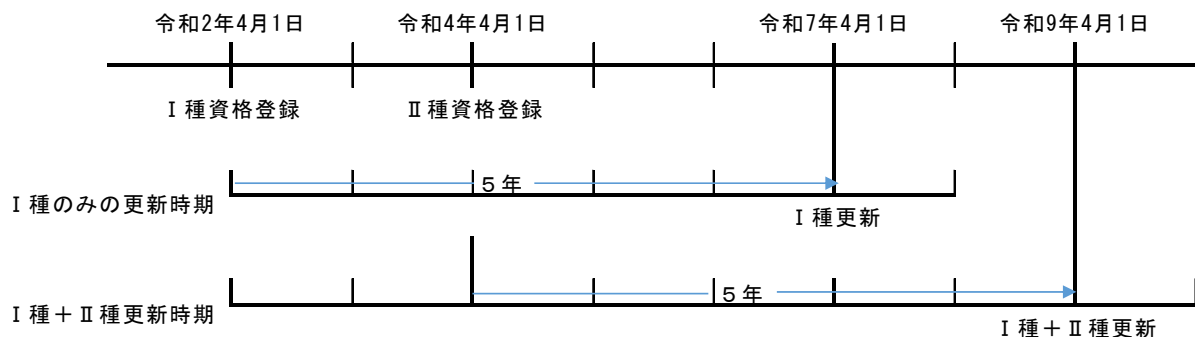 令和2年4月1日 令和4年4月1日 令和7年4月1日 令和9年4月1日
Ⅰ種資格登録 Ⅱ種資格登録
５年
Ⅰ種のみの更新時期
Ⅰ種更新
５年
Ⅰ種＋Ⅱ種更新時期
Ⅰ種＋Ⅱ種更新